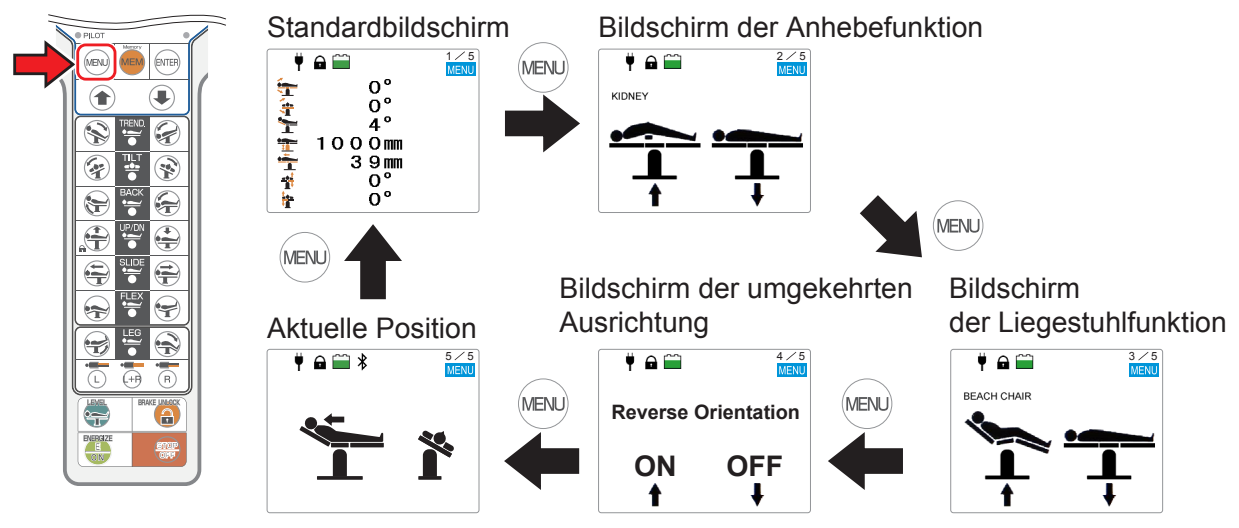 PILOT
Memory
MENU
MEM
ENTER
TREND.
TILT
BACK
UP/DN
SLIDE
FLEX
LEG
L
L+R
R
LEVEL
BRAKE UNLOCK
ENERGIZE
E
ON
STOP
OFF
Standardbildschirm
1/5
MENU
0°
0°
4°
1000mm
39mm
0°
0°
MENU
Bildschirm der Anhebefunktion
2/5
MENU
KIDNEY
MENU
Bildschirm
der Liegestuhlfunktion
3/5
MENU
BEACH CHAIR
MENU
Bildschirm der umgekehrten
Ausrichtung
4/5
MENU
Reverse Orientation
ON OFF
MENU
Aktuelle Position
5/5
MENU
MENU